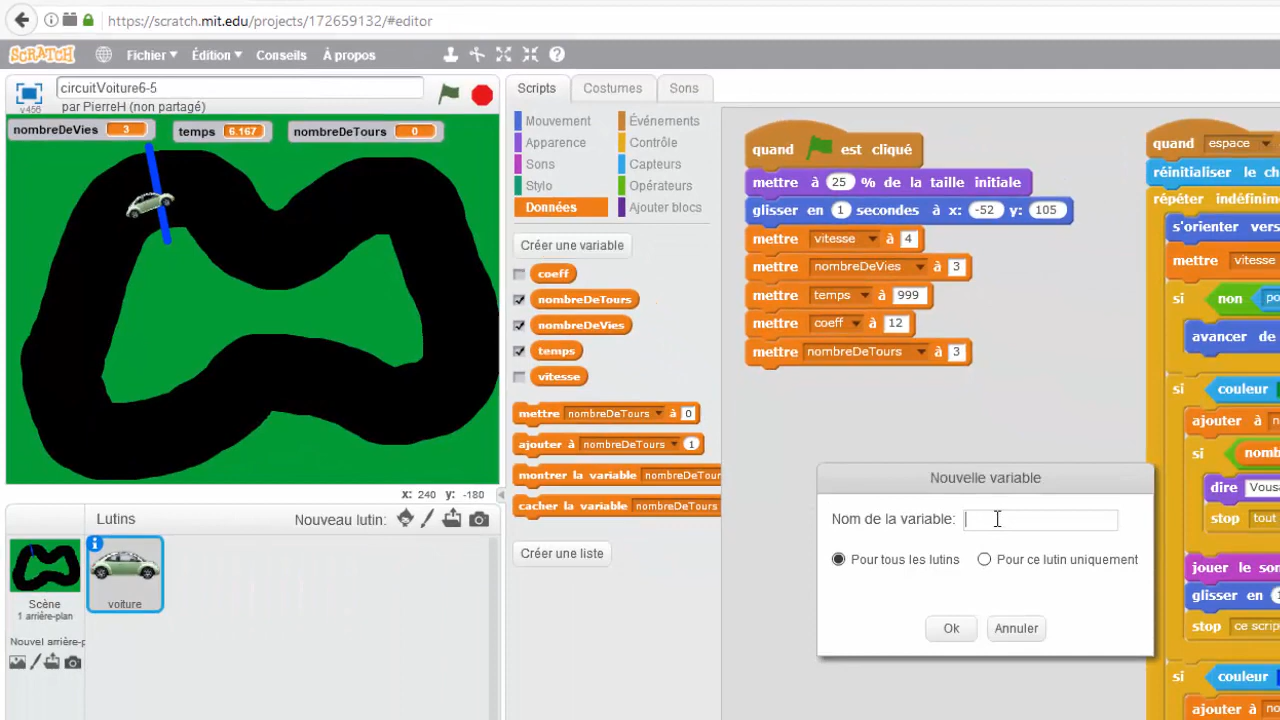 https://scratch.mit.edu/projects/172659132/#editor
SCRATCH Fichier Édition Conseils À propos
v456
circuitVoiture6-5
par PierreH (non partagé)
nombreDeVies 3
temps 6.167
nombreDeTours 0
x: 240 y: -180
Lutins
Nouveau lutin:
Scène
1 arrière-plan
Nouvel arrière-p
voiture
Scripts Costumes Sons
Mouvement
Apparence
Sons
Stylo
Données
Événements
Contrôle
Capteurs
Opérateurs
Ajouter blocs
Créer une variable
coeff
nombreDeTours
nombreDeVies
temps
vitesse
mettre nombreDeTours à 0
ajouter à nombreDeTours 1
montrer la variable nombreDeTour
cacher la variable nombreDeTours
Créer une liste
quand est cliqué
mettre à 25 % de la taille initiale
glisser en 1 secondes à x: -52 y: 105
mettre vitesse à 4
mettre nombreDeVies à 3
mettre temps à 999
mettre coeff à 12
mettre nombreDeTours à 3
quand espace
réinitialiser le ch
répéter indéfinime
s'orienter vers
mettre vitesse
si non po
avancer de
si couleur
ajouter à n
si nomb
dire Vousa
stop tout
jouer le son
glisser en 1
stop ce scrip
si couleur
ajouter à no
Nouvelle variable
Nom de la variable:
Pour tous les lutins Pour ce lutin uniquement
Ok Annuler